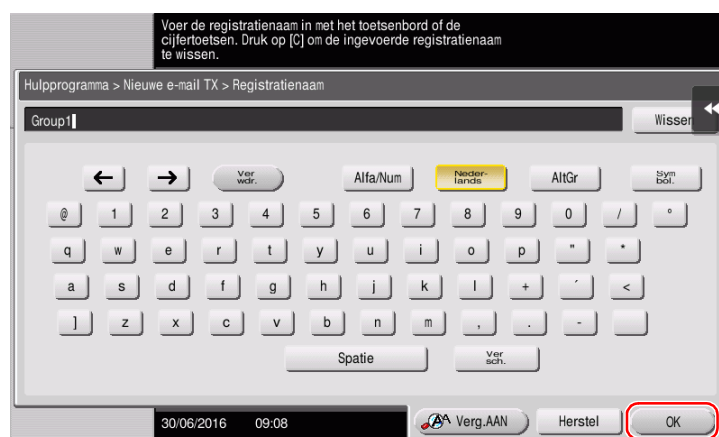 Voer de registratienaam in met het toetsenbord of de
cijfertoetsen. Druk op [C] om de ingevoerde registratienaam
te wissen.
Hulpprogramma > Nieuwe e-mail TX > Registratienaam
Group1
Wissen
← → Ver wdr. Alfa/Num Neder- lands AltGr Sym bol.
@ 1 2 3 4 5 6 7 8 9 0 / °
q w e r t y u i o p " *
a s d f g h j k l + ´ <
] z x c v b n m , . -
Spatie Ver sch.
30/06/2016 09:08 Verg.AAN Herstel OK